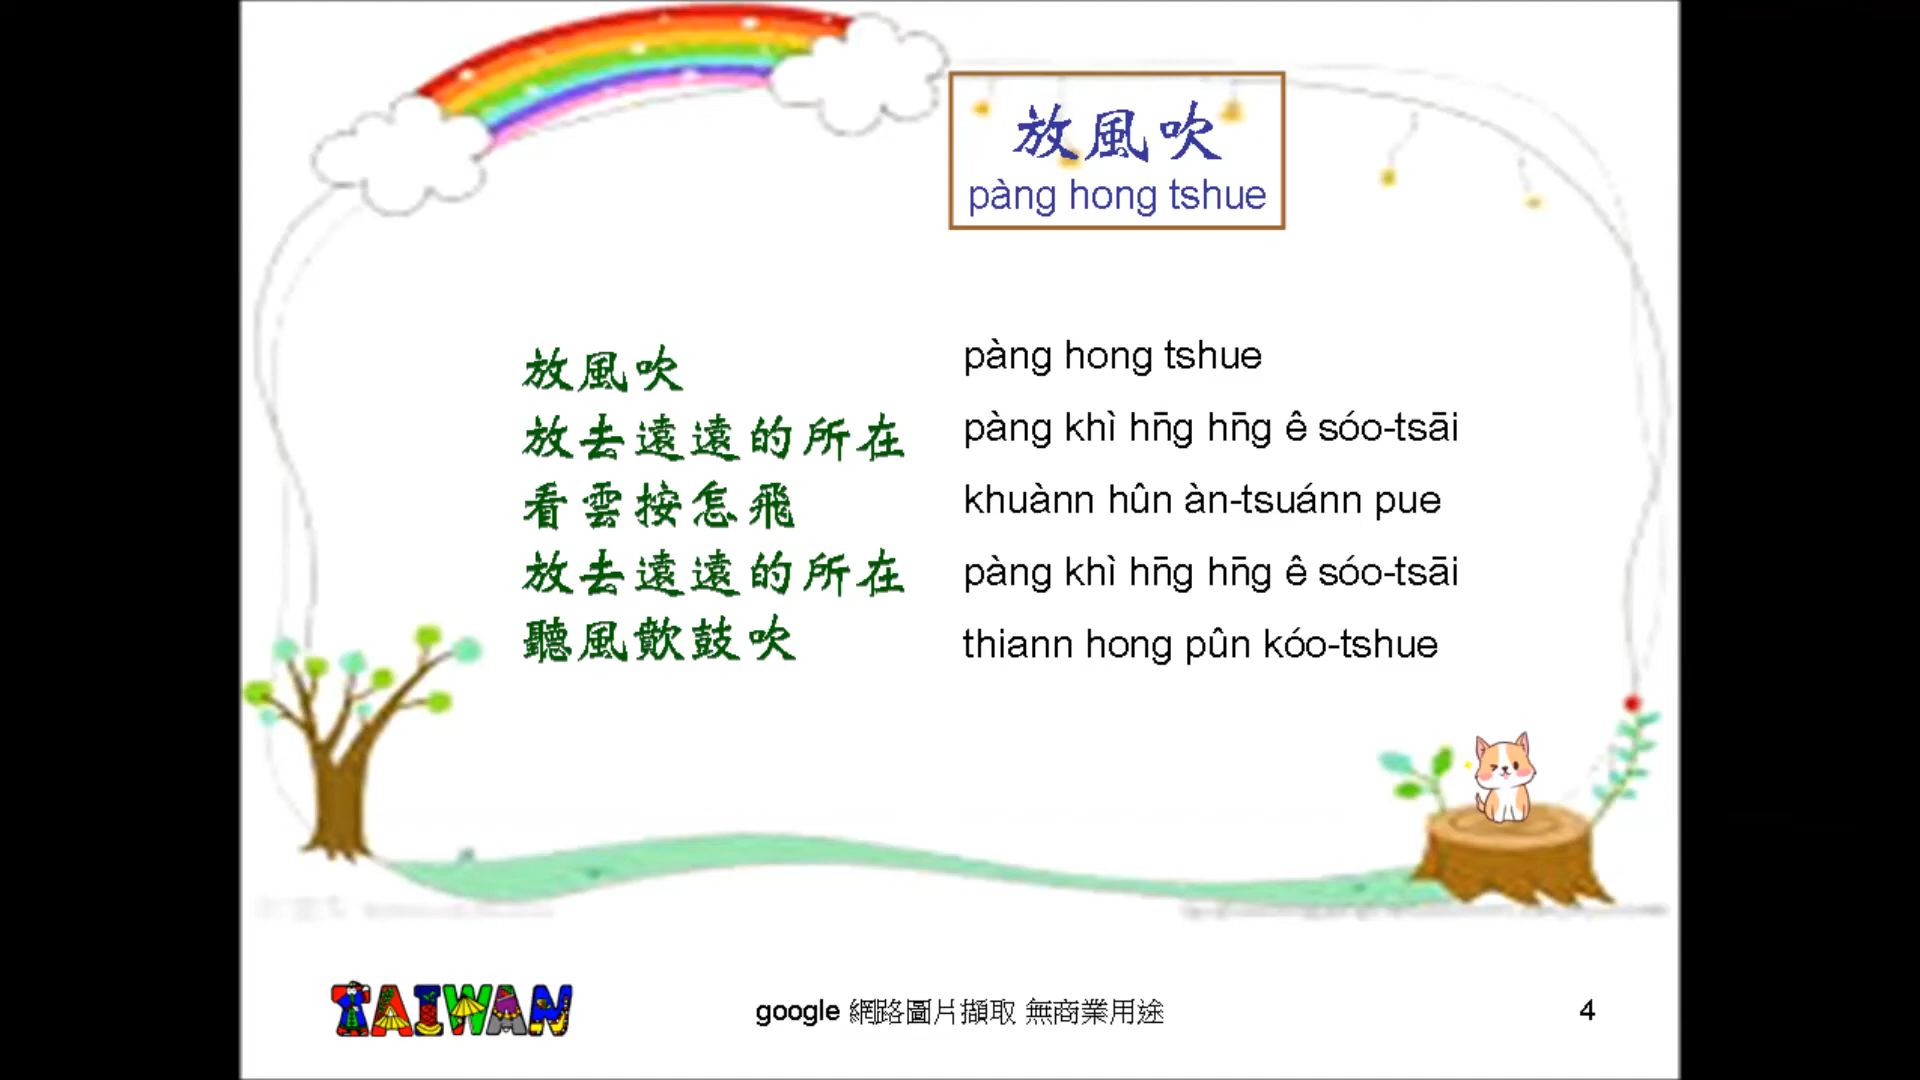 放風吹
pàng hong tshue
放風吹
放去遠遠的所在
看雲按怎飛
放去遠遠的所在
聽風歕鼓吹
pàng hong tshue
pàng khì hn̄g hn̄g ê sóo-tsāi
khuànn hûn àn-tsuánn pue
pàng khì hn̄g hn̄g ê sóo-tsāi
thiann hong pûn kóo-tshue
TAIWAN
google 網路圖片擷取 無商業用途
4